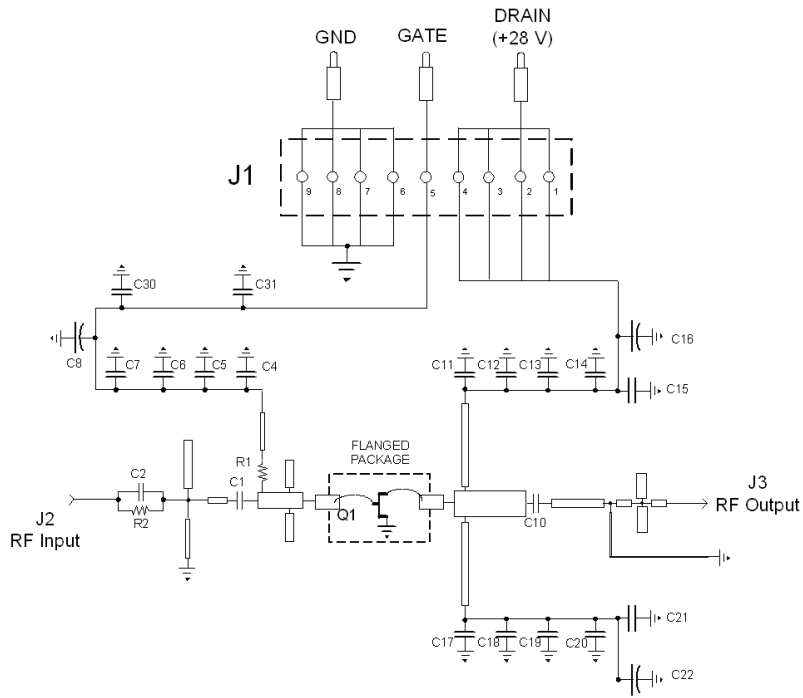 DRAIN
(+28 V)
GND
GATE
J1
9
8
7
6
5
4
3
2
1
C30
C31
C8
C7
C6
C5
C4
C11
C12
C13
C14
C16
C15
R1
FLANGED
PACKAGE
C2
R2
C1
Q1
C10
J2
RF Input
J3
RF Output
C17
C18
C19
C20
C21
C22